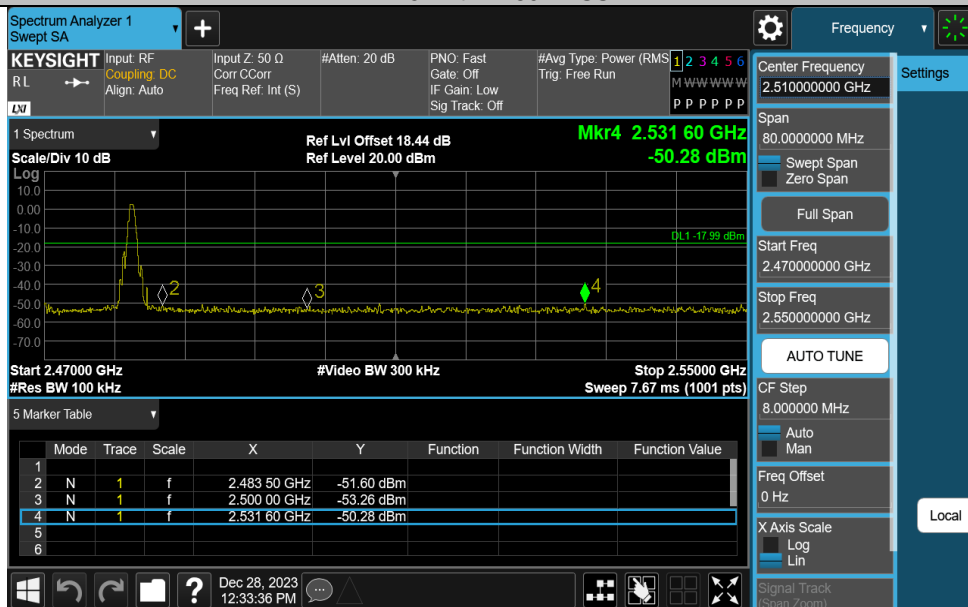 Spectrum Analyzer 1
Swept SA
+
Frequency
KEYSIGHT Input: RF Input Z: 50 Ω #Atten: 20 dB PNO: Fast #Avg Type: Power (RMS 1 2 3 4 5 6
RL Coupling: DC Corr CCorr Gate: Off Trig: Free Run M W W W W W
Align: Auto Freq Ref: Int (S) IF Gain: Low
LXI Sig Track: Off P P P P P P
1 Spectrum
Ref Lvl Offset 18.44 dB Mkr4 2.531 60 GHz
Scale/Div 10 dB Ref Level 20.00 dBm -50.28 dBm
Log
10.0
0.00
-10.0
DL1 -17.99 dBm
-20.0
-30.0
-40.0
2 3 4
-50.0
-60.0
-70.0
Start 2.47000 GHz #Video BW 300 kHz Stop 2.55000 GHz
#Res BW 100 kHz Sweep 7.67 ms (1001 pts)
5 Marker Table
Mode Trace Scale X Y Function Function Width Function Value
1
2 N 1 f 2.483 50 GHz -51.60 dBm
3 N 1 f 2.500 00 GHz -53.26 dBm
4 N 1 f 2.531 60 GHz -50.28 dBm
5
6
?
Dec 28, 2023
12:33:36 PM
Center Frequency
2.510000000 GHz
Settings
Span
80.0000000 MHz
Swept Span
Zero Span
Full Span
Start Freq
2.470000000 GHz
Stop Freq
2.550000000 GHz
AUTO TUNE
CF Step
8.000000 MHz
Auto
Man
Freq Offset
0 Hz
Local
X Axis Scale
Log
Lin
Signal Track
(Span Zoom)